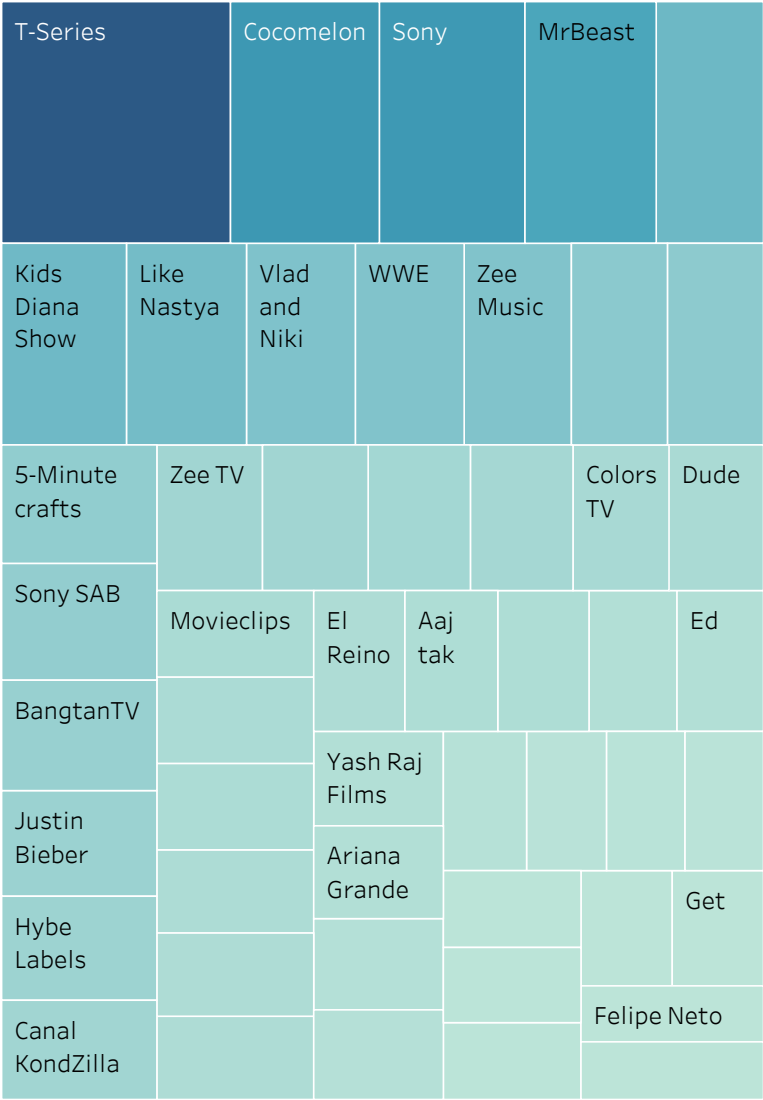 T-Series
Cocomelon
Sony
MrBeast
Kids
Diana
Show
Like
Nastya
Vlad
and
Niki
WWE
Zee
Music
5-Minute
crafts
Zee TV
Colors
TV
Dude
Sony SAB
Movieclips
El
Reino
Aaj
tak
Ed
BangtanTV
Yash Raj
Films
Justin
Bieber
Ariana
Grande
Hybe
Labels
Get
Felipe Neto
Canal
KondZilla